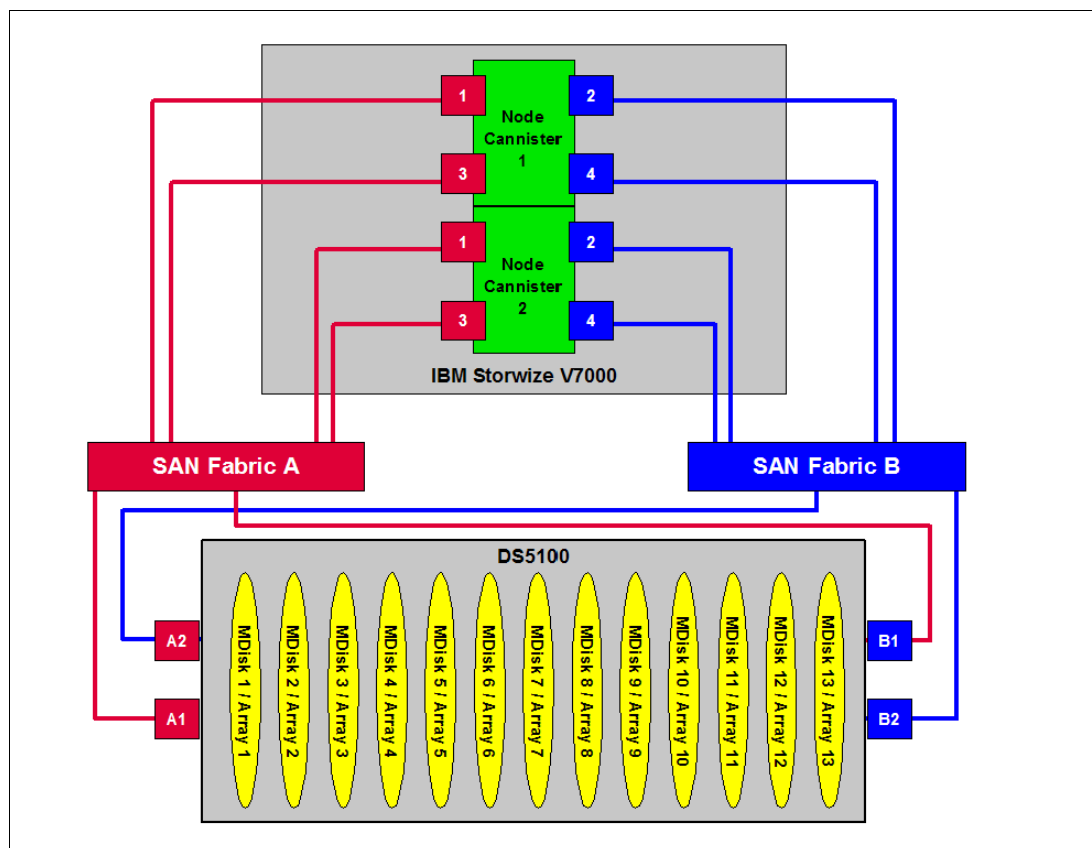 1
2
Node
Cannister
1
3
4
1
2
Node
Cannister
2
3
4
IBM Storwize V7000
SAN Fabric A
SAN Fabric B
DS5100
A2
A1
MDisk 1 / Array 1
MDisk 2 / Array 2
MDisk 3 / Array 3
MDisk 4 / Array 4
MDisk 5 / Array 5
MDisk 6 / Array 6
MDisk 7 / Array 7
MDisk 8 / Array 8
MDisk 9 / Array 9
MDisk 10 / Array 10
MDisk 11 / Array 11
MDisk 12 / Array 12
MDisk 13 / Array 13
B1
B2